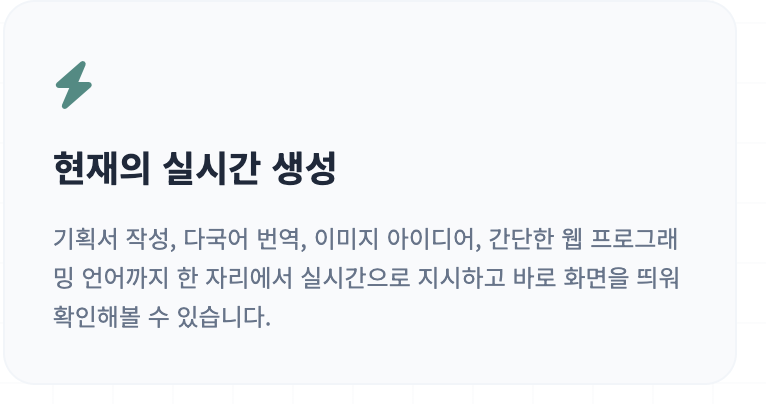 현재의 실시간 생성
기획서 작성, 다국어 번역, 이미지 아이디어, 간단한 웹 프로그래
밍 언어까지 한 자리에서 실시간으로 지시하고 바로 화면을 띄워
확인해볼 수 있습니다.